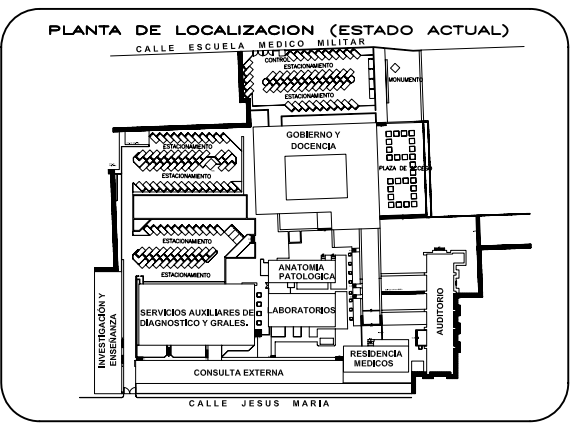 PLANTA DE LOCALIZACION (ESTADO ACTUAL)
CALLE ESCUELA MEDICO MILITAR
CONTROL
ESTACIONAMIENTO
MONUMENTO
ESTACIONAMIENTO
GOBIERNO Y
DOCENCIA
ESTACIONAMIENTO
PLAZA DE ACCESO
ESTACIONAMIENTO
ESTACIONAMIENTO
ESTACIONAMIENTO
ANATOMIA
PATOLOGICA
SERVICIOS AUXILIARES DE
DIAGNOSTICO Y GRALES.
LABORATORIOS
AUDITORIO
INVESTIGACIÓN Y
ENSEÑANZA
RESIDENCIA
MEDICOS
CONSULTA EXTERNA
CALLE JESUS MARIA